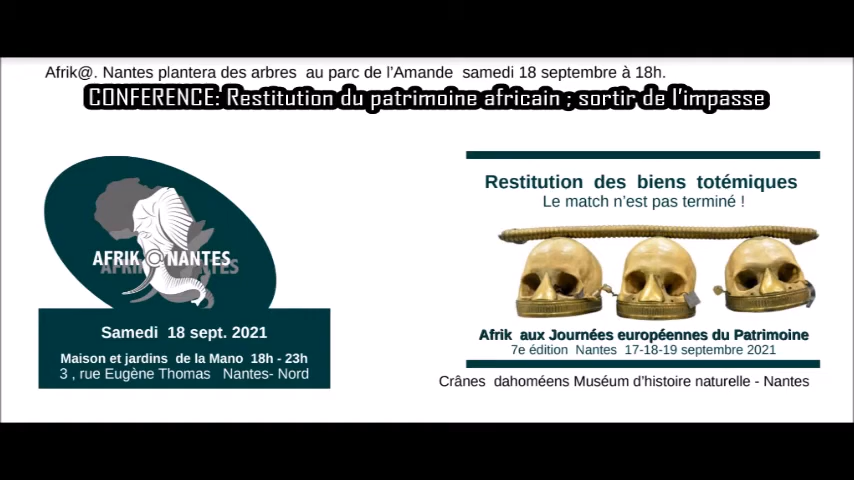 Afrik@. Nantes plantera des arbres au parc de l'Amande samedi 18 septembre à 18h.
CONFERENCE: Restitution du patrimoine africain ; sortir de l'impasse
AFRIK@NANTES
Samedi 18 sept. 2021
Maison et jardins de la Mano 18h - 23h
3 , rue Eugène Thomas Nantes- Nord
Restitution des biens totémiques
Le match n'est pas terminé !
Afrik aux Journées européennes du Patrimoine
7e édition Nantes 17-18-19 septembre 2021
Crânes dahoméens Muséum d'histoire naturelle - Nantes